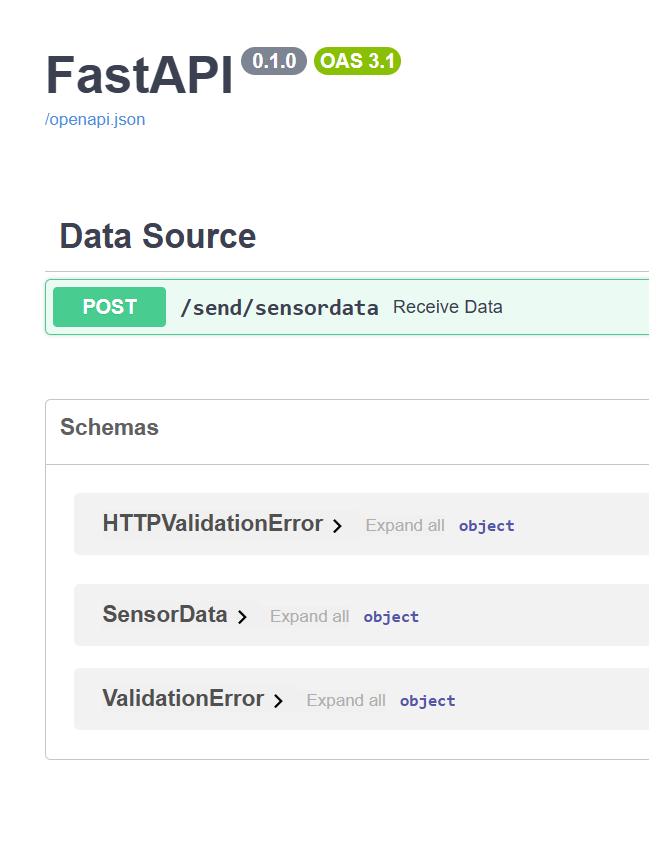 FastAPI 0.1.0 OAS 3.1
/openapi.json
Data Source
POST /send/sensordata Receive Data
Schemas
HTTPValidationError Expand all object
SensorData Expand all object
ValidationError Expand all object